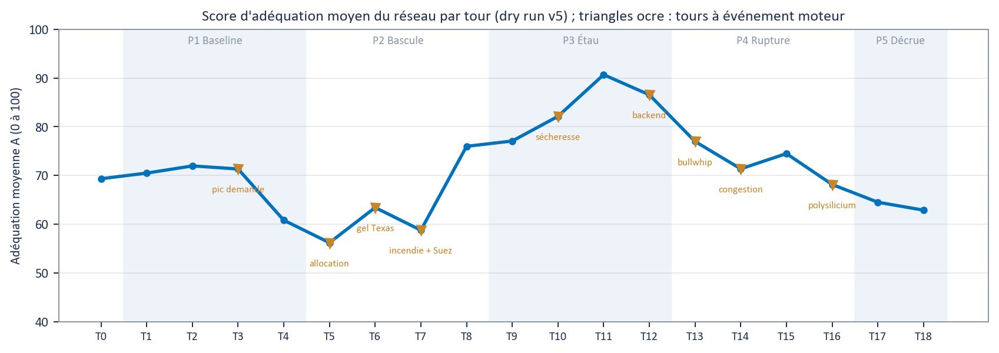 Score d'adéquation moyen du réseau par tour (dry run v5) ; triangles ocre : tours à événement moteur
Adéquation moyenne A (0 à 100)
100
90
80
70
60
50
40
P1 Baseline
P2 Bascule
P3 Étau
P4 Rupture
P5 Décrue
pic demande
allocation
gel Texas
incendie + Suez
sécheresse
backend
bullwhip
congestion
polysilicium
T0 T1 T2 T3 T4 T5 T6 T7 T8 T9 T10 T11 T12 T13 T14 T15 T16 T17 T18